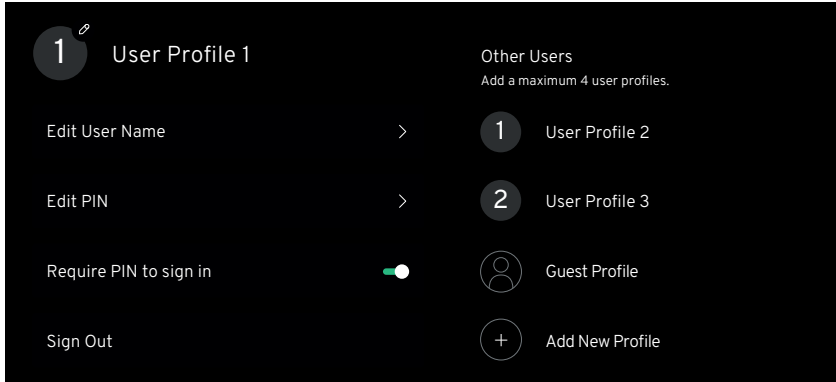 1
User Profile 1
Edit User Name
Edit PIN
Require PIN to sign in
Sign Out
Other Users
Add a maximum 4 user profiles.
1
User Profile 2
2
User Profile 3
Guest Profile
Add New Profile